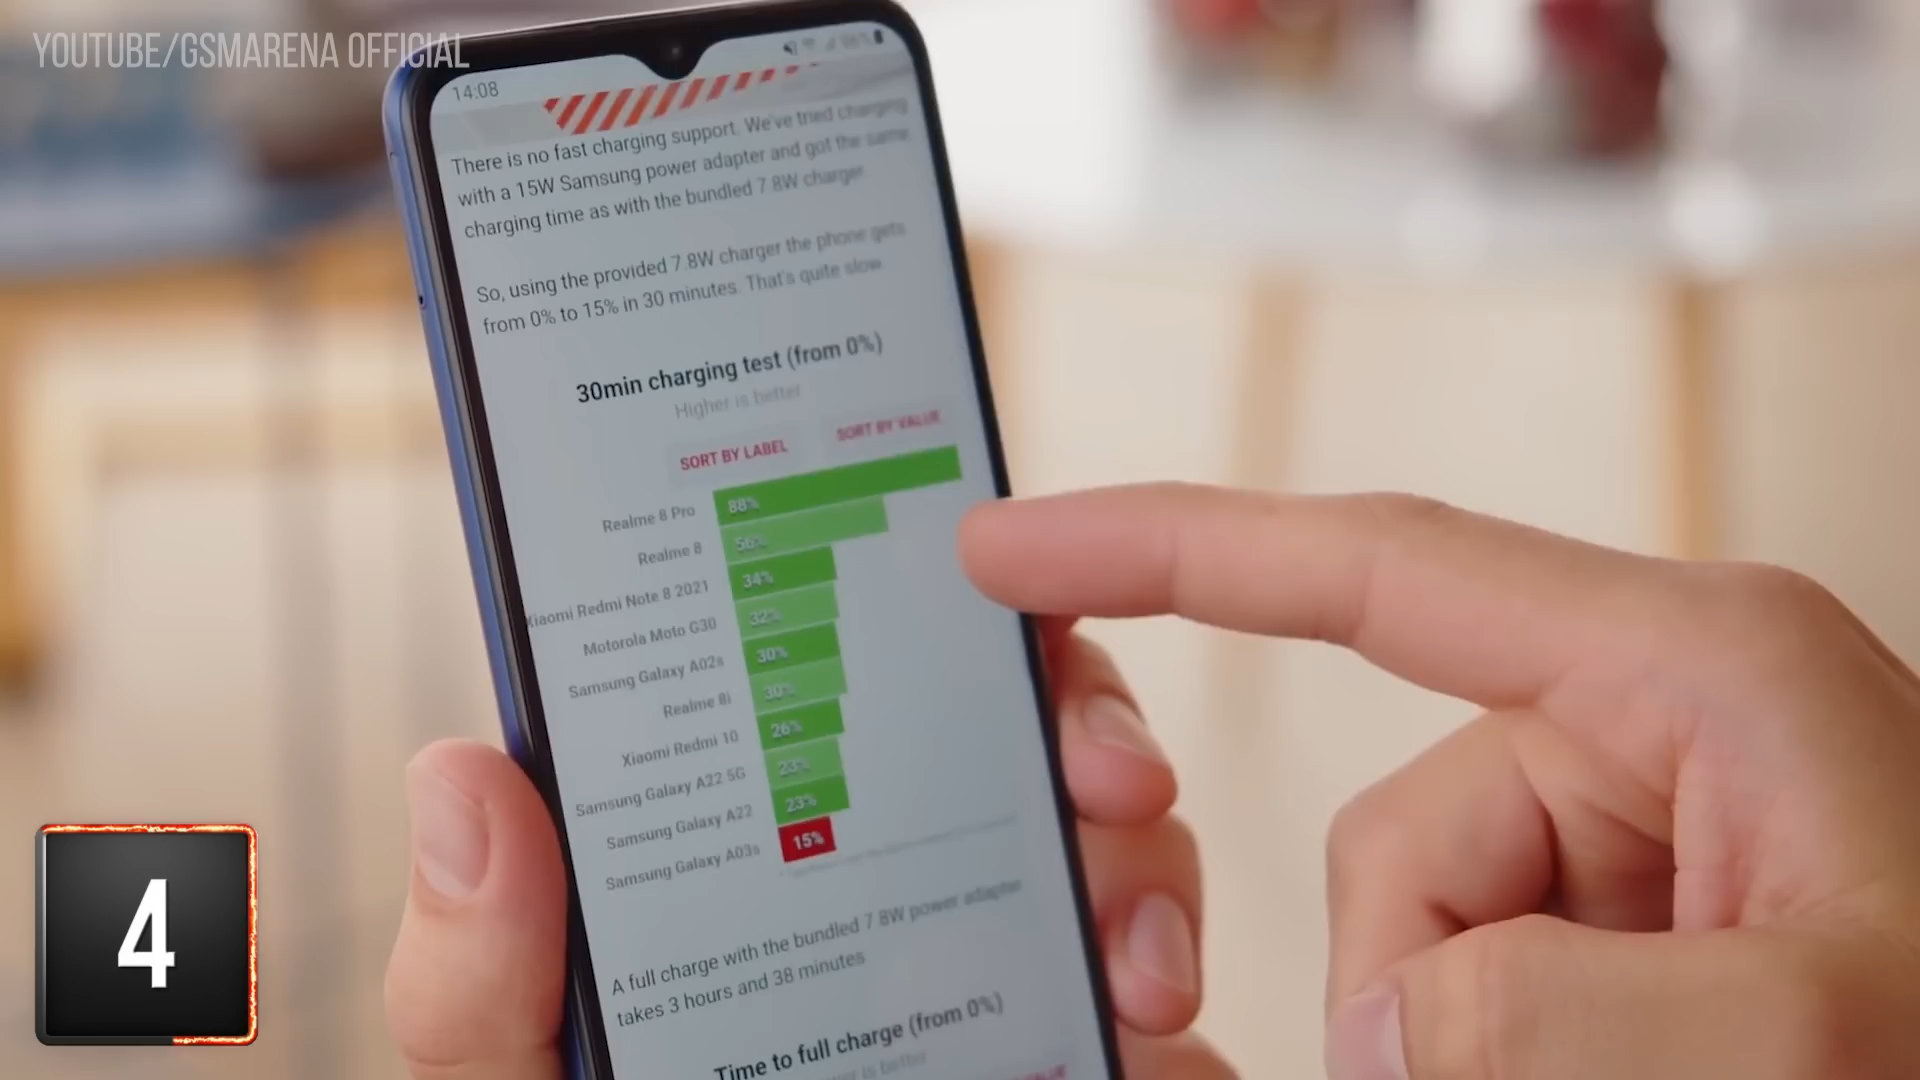 YOUTUBE/GSMARENA OFFICIAL
14:08
There is no fast charging support. We've tried charging
with a 15W Samsung power adapter and got the same
charging time as with the bundled 7.8W charger
So, using the provided 7.8W charger the phone gets
from 0% to 15% in 30 minutes. That's quite slow
30min charging test (from 0%)
Higher is better
SORT BY LABEL SORT BY VALUE
Realme 8 Pro 88%
Realme 8 56%
Xiaomi Redmi Note 8 2021 34%
Motorola Moto G30 32%
Samsung Galaxy A02s 30%
Realme 8i 30%
Xiaomi Redmi 10 26%
Samsung Galaxy A22 5G 23%
Samsung Galaxy A22 23%
Samsung Galaxy A03s 15%
A full charge with the bundled 7.8W power adapter
takes 3 hours and 38 minutes
Time to full charge (from 0%)
is better
VALUE
4